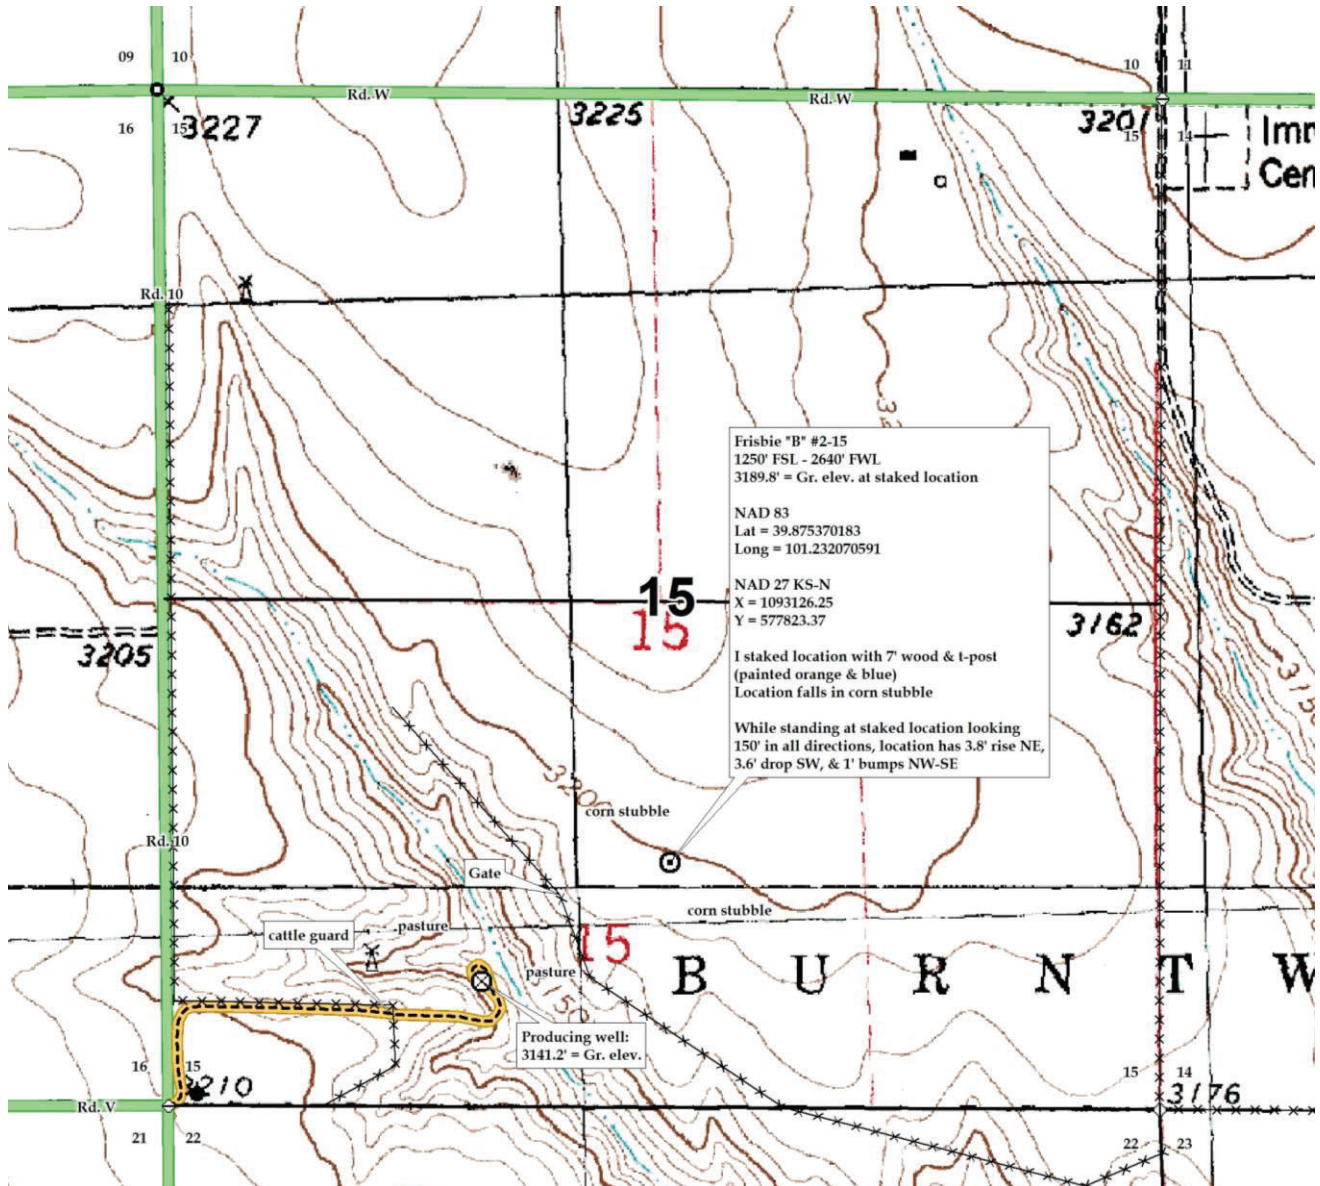 09 10
10 11
Rd. W
Rd. W
16 15
3227
3225
3201
15 14
Imm
Cem
Rd. 10
Frisbie "B" #2-15
1250' FSL - 2640' FWL
3189.8' = Gr. elev. at staked location
NAD 83
Lat = 39.875370183
Long = 101.232070591
NAD 27 KS-N
X = 1093126.25
Y = 577823.37
I staked location with 7' wood & t-post
(painted orange & blue)
Location falls in corn stubble
While standing at staked location looking
150' in all directions, location has 3.8' rise NE,
3.6' drop SW, & 1' bumps NW-SE
15
15
3162
3205
3200
corn stubble
Rd. 10
Gate
corn stubble
cattle guard
pasture
15
pasture
B U R N T W
3150
Producing well:
3141.2' = Gr. elev.
16 15
3210
15 14
3176
Rd. V
21 22
22 23